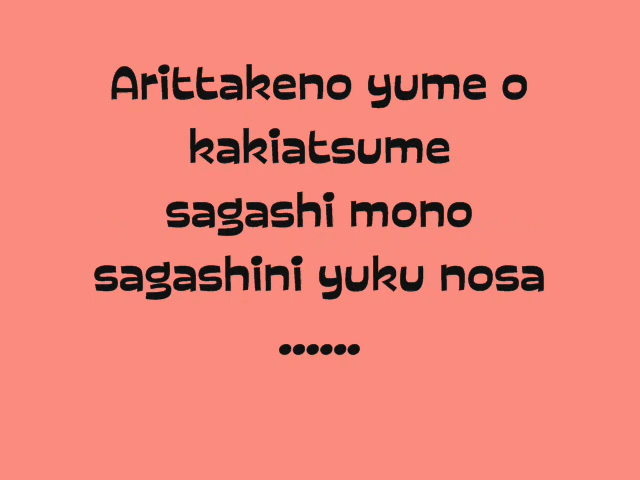 Arittakeno yume o
kakiatsume
sagashi mono
sagashini yuku nosa
......